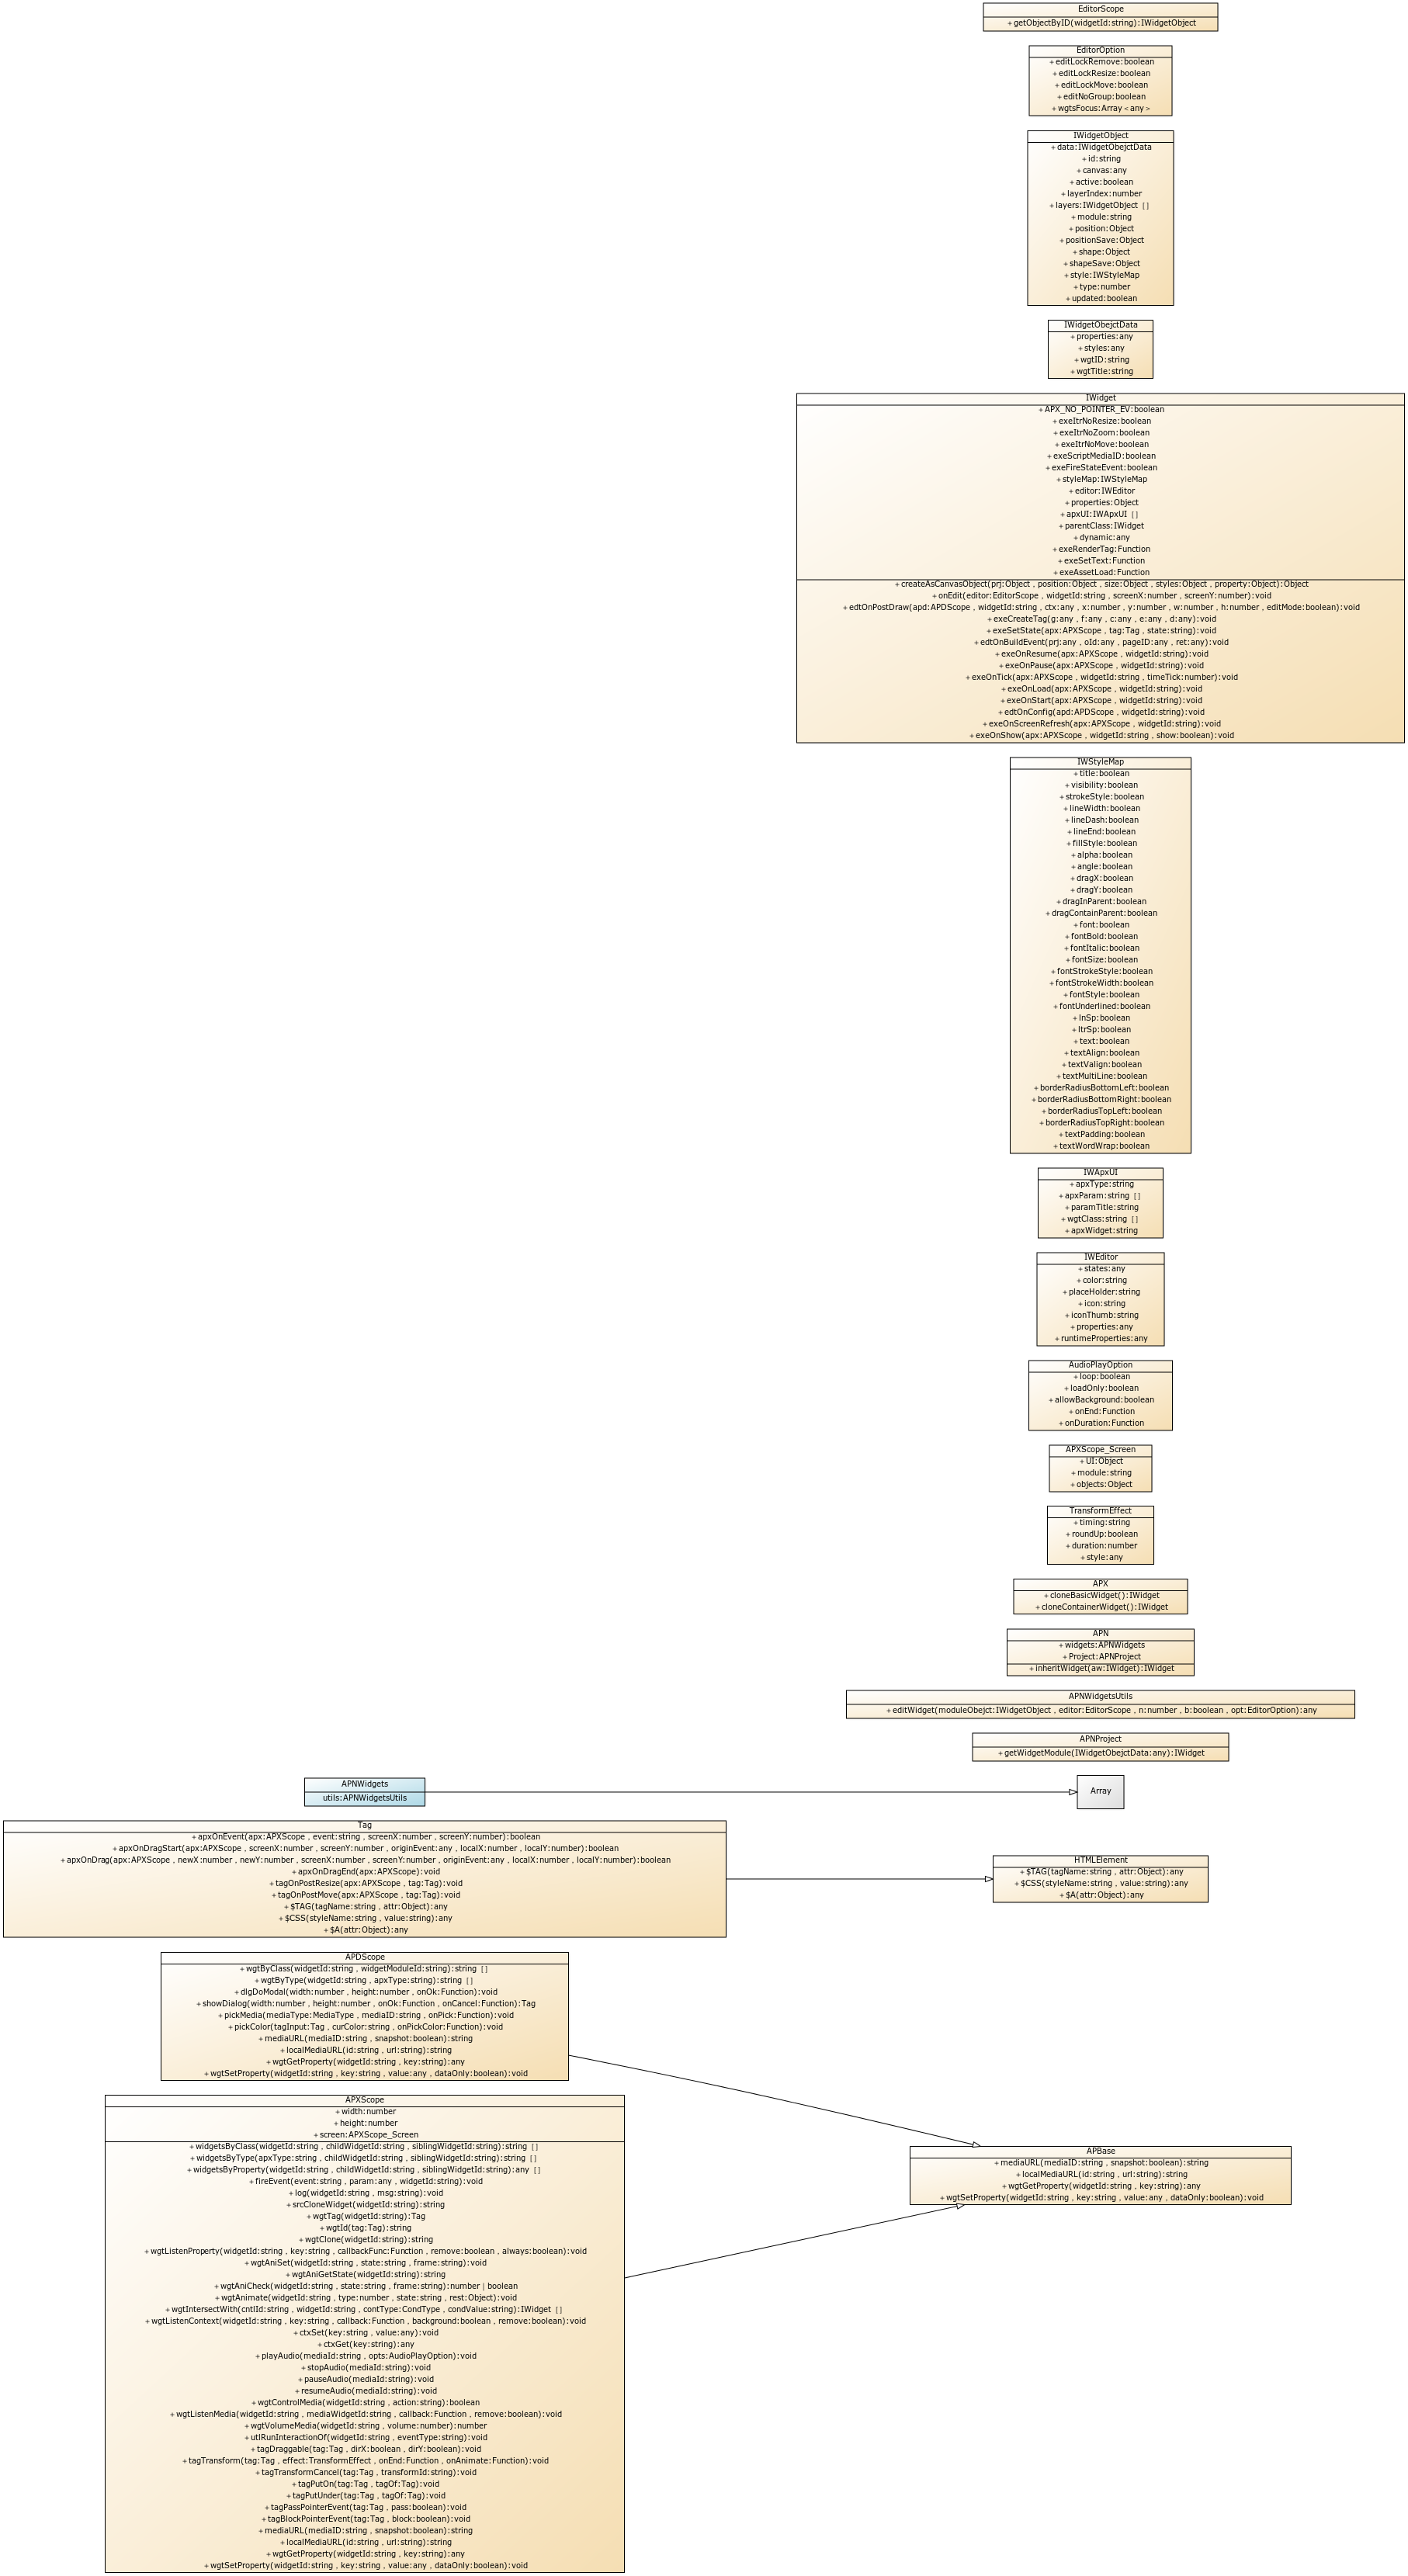 EditorScope
+ getObjectByID(widgetId:string):IWidgetObject
EditorOption
+ editLockRemove:boolean
+ editLockResize:boolean
+ editLockMove:boolean
+ editNoGroup:boolean
+ wgtsFocus:Array<any>
IWidgetObject
+ data:IWidgetObejctData
+ id:string
+ canvas:any
+ active:boolean
+ layerIndex:number
+ layers:IWidgetObject []
+ module:string
+ position:Object
+ positionSave:Object
+ shape:Object
+ shapeSave:Object
+ style:IWStyleMap
+ type:number
+ updated:boolean
IWidgetObejctData
+ properties:any
+ styles:any
+ wgtID:string
+ wgtTitle:string
IWidget
+ APX_NO_POINTER_EV:boolean
+ exeItrNoResize:boolean
+ exeItrNoZoom:boolean
+ exeItrNoMove:boolean
+ exeScriptMediaID:boolean
+ exeFireStateEvent:boolean
+ styleMap:IWStyleMap
+ editor:IWEditor
+ properties:Object
+ apxUI:IWApxUI []
+ parentClass:IWidget
+ dynamic:any
+ exeRenderTag:Function
+ exeSetText:Function
+ exeAssetLoad:Function
+ createAsCanvasObject(prj:Object , position:Object , size:Object , styles:Object , property:Object):Object
+ onEdit(editor:EditorScope , widgetId:string , screenX:number , screenY:number):void
+ edtOnPostDraw(apd:APDScope , widgetId:string , ctx:any , x:number , y:number , w:number , h:number , editMode:boolean):void
+ exeCreateTag(g:any , f:any , c:any , e:any , d:any):void
+ exeSetState(apx:APXScope , tag:Tag , state:string):void
+ edtOnBuildEvent(prj:any , oId:any , pageID:any , ret:any):void
+ exeOnResume(apx:APXScope , widgetId:string):void
+ exeOnPause(apx:APXScope , widgetId:string):void
+ exeOnTick(apx:APXScope , widgetId:string , timeTick:number):void
+ exeOnLoad(apx:APXScope , widgetId:string):void
+ exeOnStart(apx:APXScope , widgetId:string):void
+ edtOnConfig(apd:APDScope , widgetId:string):void
+ exeOnScreenRefresh(apx:APXScope , widgetId:string):void
+ exeOnShow(apx:APXScope , widgetId:string , show:boolean):void
IWStyleMap
+ title:boolean
+ visibility:boolean
+ strokeStyle:boolean
+ lineWidth:boolean
+ lineDash:boolean
+ lineEnd:boolean
+ fillStyle:boolean
+ alpha:boolean
+ angle:boolean
+ dragX:boolean
+ dragY:boolean
+ dragInParent:boolean
+ dragContainParent:boolean
+ font:boolean
+ fontBold:boolean
+ fontItalic:boolean
+ fontSize:boolean
+ fontStrokeStyle:boolean
+ fontStrokeWidth:boolean
+ fontStyle:boolean
+ fontUnderlined:boolean
+ lnSp:boolean
+ ltrSp:boolean
+ text:boolean
+ textAlign:boolean
+ textValign:boolean
+ textMultiLine:boolean
+ borderRadiusBottomLeft:boolean
+ borderRadiusBottomRight:boolean
+ borderRadiusTopLeft:boolean
+ borderRadiusTopRight:boolean
+ textPadding:boolean
+ textWordWrap:boolean
IWApxUI
+ apxType:string
+ apxParam:string []
+ paramTitle:string
+ wgtClass:string []
+ apxWidget:string
IWEditor
+ states:any
+ color:string
+ placeHolder:string
+ icon:string
+ iconThumb:string
+ properties:any
+ runtimeProperties:any
AudioPlayOption
+ loop:boolean
+ loadOnly:boolean
+ allowBackground:boolean
+ onEnd:Function
+ onDuration:Function
APXScope_Screen
+ UI:Object
+ module:string
+ objects:Object
TransformEffect
+ timing:string
+ roundUp:boolean
+ duration:number
+ style:any
APX
+ cloneBasicWidget():IWidget
+ cloneContainerWidget():IWidget
APN
+ widgets:APNWidgets
+ Project:APNProject
+ inheritWidget(aw:IWidget):IWidget
APNWidgetsUtils
+ editWidget(moduleObejct:IWidgetObject , editor:EditorScope , n:number , b:boolean , opt:EditorOption):any
APNProject
+ getWidgetModule(IWidgetObejctData:any):IWidget
APNWidgets
utils:APNWidgetsUtils
Array
Tag
+ apxOnEvent(apx:APXScope , event:string , screenX:number , screenY:number):boolean
+ apxOnDragStart(apx:APXScope , screenX:number , screenY:number , originEvent:any , localX:number , localY:number):boolean
+ apxOnDrag(apx:APXScope , newX:number , newY:number , screenX:number , screenY:number , originEvent:any , localX:number , localY:number):boolean
+ apxOnDragEnd(apx:APXScope):void
+ tagOnPostResize(apx:APXScope , tag:Tag):void
+ tagOnPostMove(apx:APXScope , tag:Tag):void
+ $TAG(tagName:string , attr:Object):any
+ $CSS(styleName:string , value:string):any
+ $A(attr:Object):any
HTMLElement
+ $TAG(tagName:string , attr:Object):any
+ $CSS(styleName:string , value:string):any
+ $A(attr:Object):any
APDScope
+ wgtByClass(widgetId:string , widgetModuleId:string):string []
+ wgtByType(widgetId:string , apxType:string):string []
+ dlgDoModal(width:number , height:number , onOk:Function):void
+ showDialog(width:number , height:number , onOk:Function , onCancel:Function):Tag
+ pickMedia(mediaType:MediaType , mediaID:string , onPick:Function):void
+ pickColor(tagInput:Tag , curColor:string , onPickColor:Function):void
+ mediaURL(mediaID:string , snapshot:boolean):string
+ localMediaURL(id:string , url:string):string
+ wgtGetProperty(widgetId:string , key:string):any
+ wgtSetProperty(widgetId:string , key:string , value:any , dataOnly:boolean):void
APXScope
+ width:number
+ height:number
+ screen:APXScope_Screen
+ widgetsByClass(widgetId:string , childWidgetId:string , siblingWidgetId:string):string []
+ widgetsByType(apxType:string , childWidgetId:string , siblingWidgetId:string):string []
+ widgetsByProperty(widgetId:string , childWidgetId:string , siblingWidgetId:string):any []
+ fireEvent(event:string , param:any , widgetId:string):void
+ log(widgetId:string , msg:string):void
+ srcCloneWidget(widgetId:string):string
+ wgtTag(widgetId:string):Tag
+ wgtId(tag:Tag):string
+ wgtClone(widgetId:string):string
+ wgtListenProperty(widgetId:string , key:string , callbackFunc:Function , remove:boolean , always:boolean):void
+ wgtAniSet(widgetId:string , state:string , frame:string):void
+ wgtAniGetState(widgetId:string):string
+ wgtAniCheck(widgetId:string , state:string , frame:string):number | boolean
+ wgtAnimate(widgetId:string , type:number , state:string , rest:Object):void
+ wgtIntersectWith(cntlId:string , widgetId:string , contType:CondType , condValue:string):IWidget []
+ wgtListenContext(widgetId:string , key:string , callback:Function , background:boolean , remove:boolean):void
+ ctxSet(key:string , value:any):void
+ ctxGet(key:string):any
+ playAudio(mediaId:string , opts:AudioPlayOption):void
+ stopAudio(mediaId:string):void
+ pauseAudio(mediaId:string):void
+ resumeAudio(mediaId:string):void
+ wgtControlMedia(widgetId:string , action:string):boolean
+ wgtListenMedia(widgetId:string , mediaWidgetId:string , callback:Function , remove:boolean):void
+ wgtVolumeMedia(widgetId:string , volume:number):number
+ utlRunInteractionOf(widgetId:string , eventType:string):void
+ tagDraggable(tag:Tag , dirX:boolean , dirY:boolean):void
+ tagTransform(tag:Tag , effect:TransformEffect , onEnd:Function , onAnimate:Function):void
+ tagTransformCancel(tag:Tag , transformId:string):void
+ tagPutOn(tag:Tag , tagOf:Tag):void
+ tagPutUnder(tag:Tag , tagOf:Tag):void
+ tagPassPointerEvent(tag:Tag , pass:boolean):void
+ tagBlockPointerEvent(tag:Tag , block:boolean):void
+ mediaURL(mediaID:string , snapshot:boolean):string
+ localMediaURL(id:string , url:string):string
+ wgtGetProperty(widgetId:string , key:string):any
+ wgtSetProperty(widgetId:string , key:string , value:any , dataOnly:boolean):void
APBase
+ mediaURL(mediaID:string , snapshot:boolean):string
+ localMediaURL(id:string , url:string):string
+ wgtGetProperty(widgetId:string , key:string):any
+ wgtSetProperty(widgetId:string , key:string , value:any , dataOnly:boolean):void